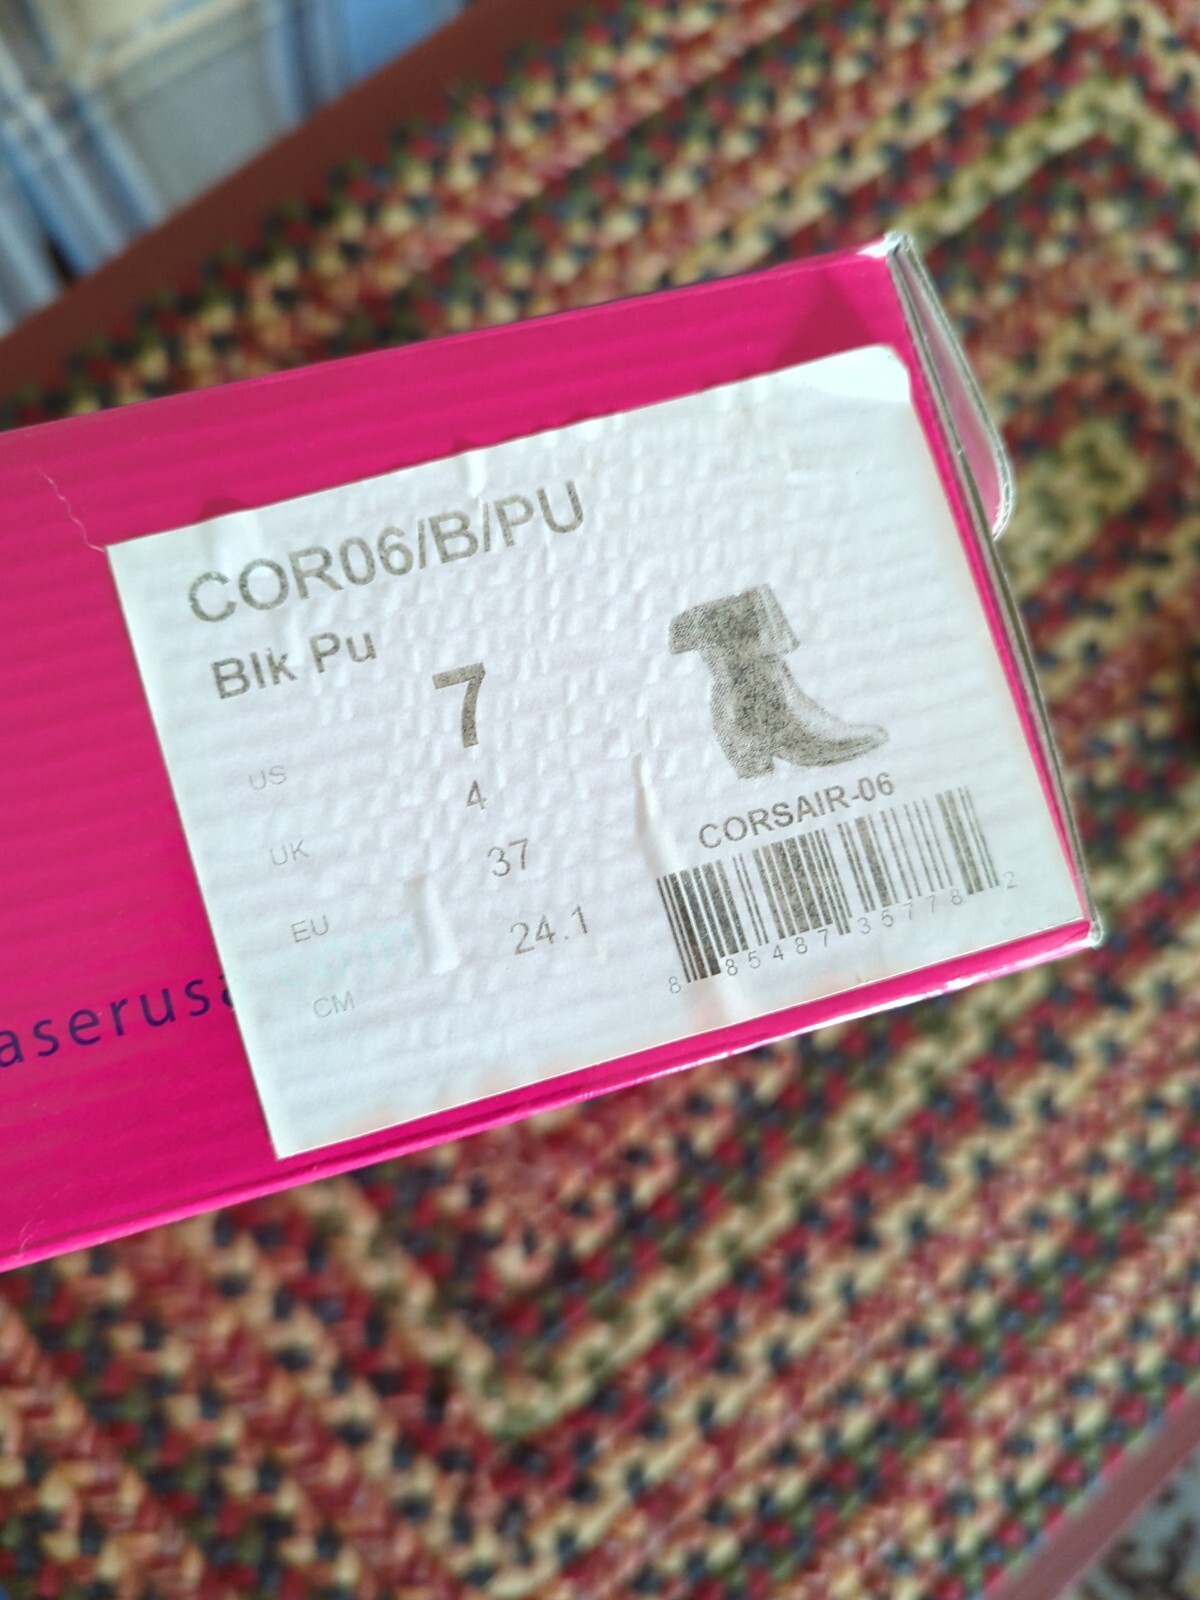 COR06/B/PU
Blk Pu
US 7
UK 4
EU 37
CM 24.1
CORSAIR-06
8 85487 35778 2
aserusa